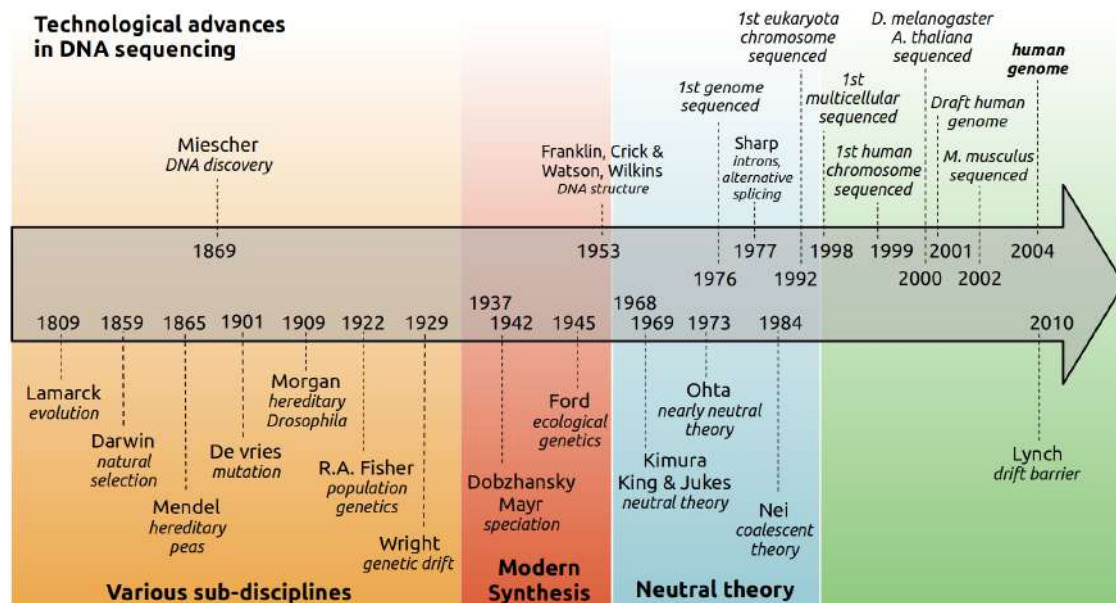 Technological advances
in DNA sequencing
Miescher
DNA discovery
Franklin, Crick &
Watson, Wilkins
DNA structure
1st genome
sequenced
Sharp
introns,
alternative
splicing
1st eukaryota
chromosome
sequenced
1st
multicellular
sequenced
1st human
chromosome
sequenced
D. melanogaster
A. thaliana
sequenced
Draft human
genome
M. musculus
sequenced
human
genome
1869
1953
1976
1977
1992
1998
1999
2000
2001
2002
2004
1809
1859
1865
1901
1909
1922
1929
1937
1942
1945
1968
1969
1973
1984
2010
Lamarck
evolution
Darwin
natural
selection
Mendel
hereditary
peas
De vries
mutation
Morgan
hereditary
Drosophila
R.A. Fisher
population
genetics
Wright
genetic drift
Dobzhansky
Mayr
speciation
Ford
ecological
genetics
Kimura
King & Jukes
neutral theory
Ohta
nearly neutral
theory
Nei
coalescent
theory
Lynch
drift barrier
Various sub-disciplines
Modern
Synthesis
Neutral theory